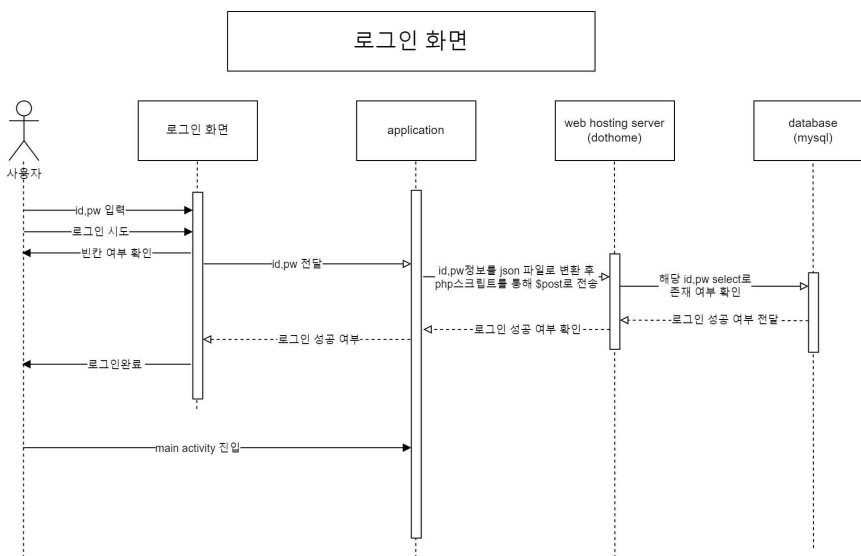 로그인 화면
로그인 화면
application
web hosting server
(dothome)
database
(mysql)
사용자
id,pw 입력
로그인 시도
빈칸 여부 확인
id,pw 전달
id,pw정보를 json 파일로 변환 후
php스크립트를 통해 $post로 전송
해당 id,pw select로
존재 여부 확인
로그인 성공 여부 전달
로그인 성공 여부 확인
로그인 성공 여부
로그인완료
main activity 진입